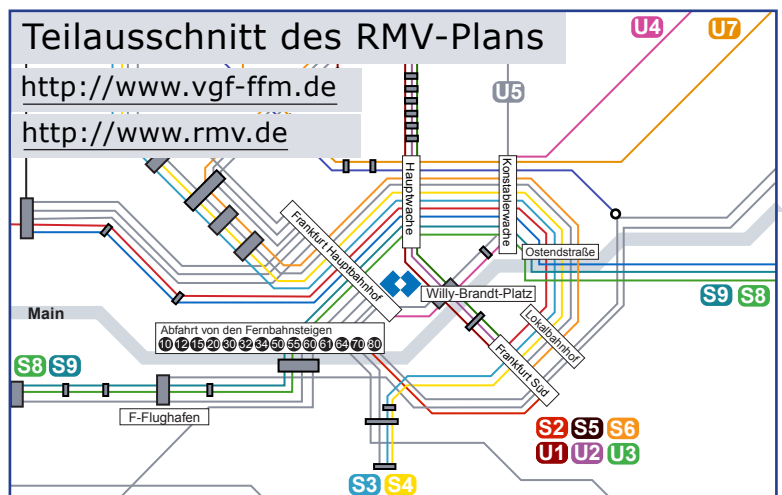 Teilausschnitt des RMV-Plans
http://www.vgf-ffm.de
http://www.rmv.de
U4 U7
U5
Hauptwache
Konstablerwache
Frankfurt Hauptbahnhof
Ostendstraße
Willy-Brandt-Platz
S9 S8
Main
Lokalbahnhof
Abfahrt von den Fernbahnsteigen
10 12 15 20 30 32 34 50 55 60 61 64 70 80
Frankfurt Süd
S8 S9
F-Flughafen
S2 S5 S6
U1 U2 U3
S3 S4